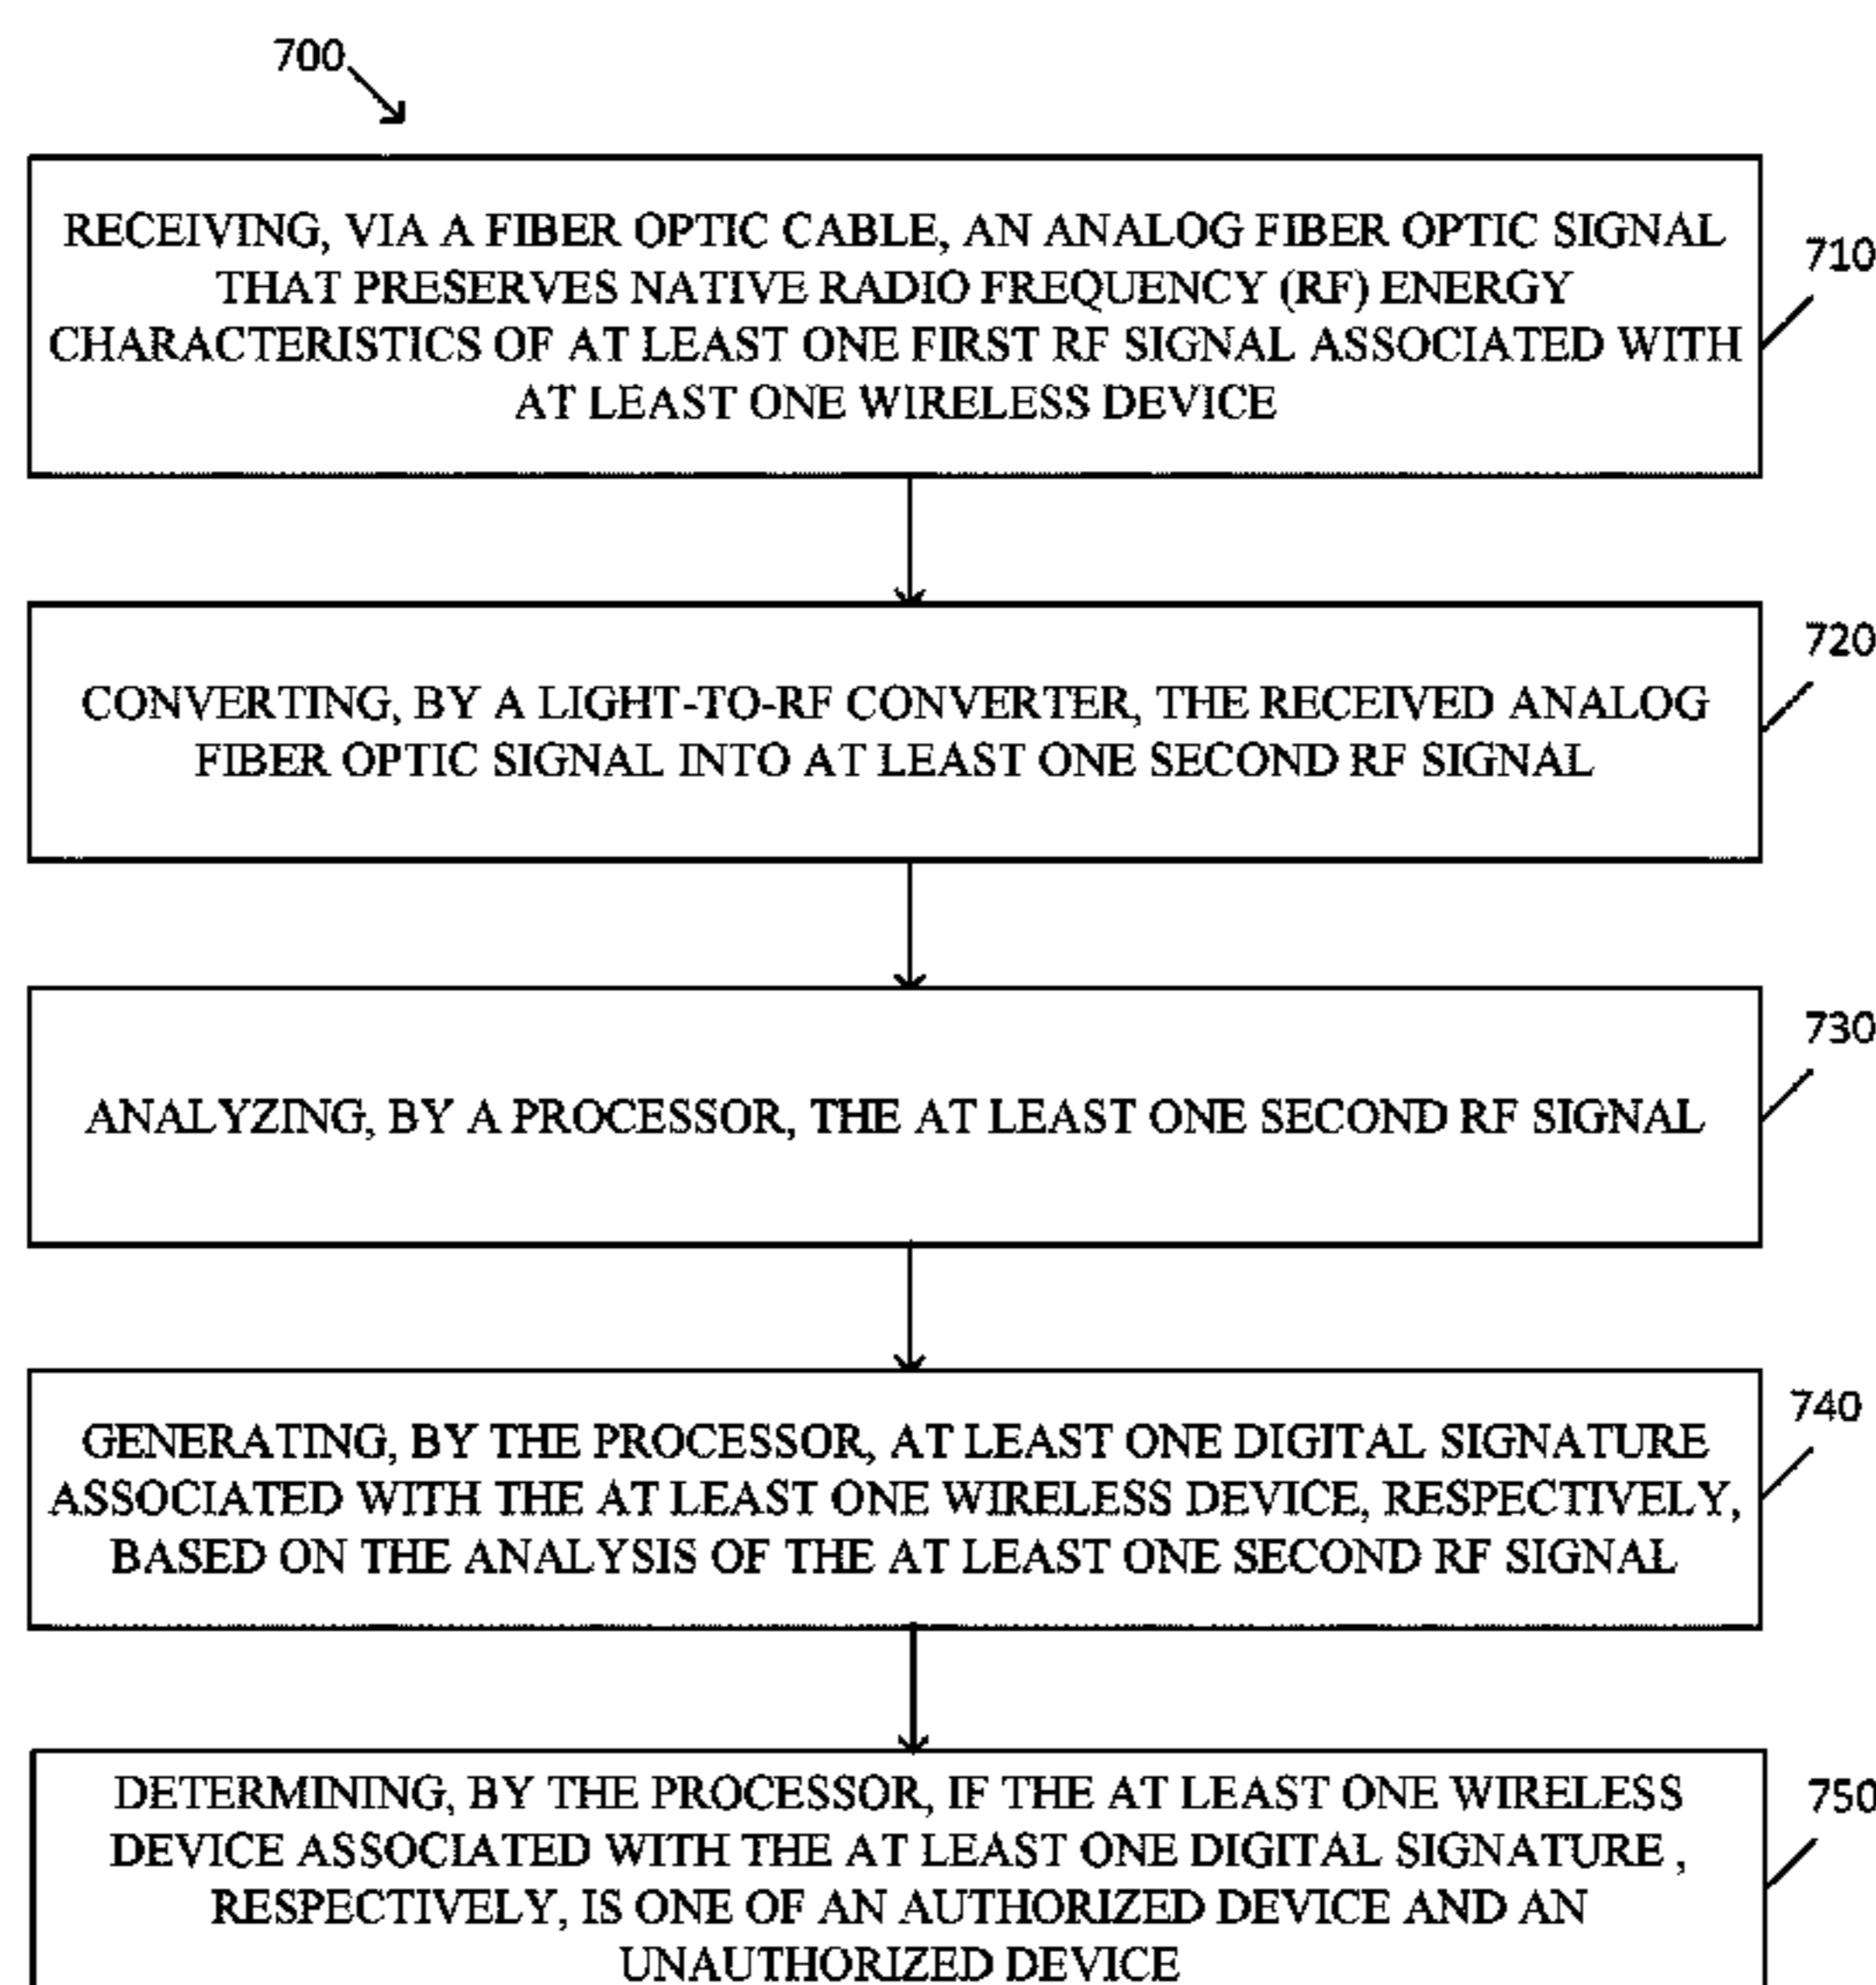 700
RECEIVING, VIA A FIBER OPTIC CABLE, AN ANALOG FIBER OPTIC SIGNAL
THAT PRESERVES NATIVE RADIO FREQUENCY (RF) ENERGY
CHARACTERISTICS OF AT LEAST ONE FIRST RF SIGNAL ASSOCIATED WITH
AT LEAST ONE WIRELESS DEVICE
710
CONVERTING, BY A LIGHT-TO-RF CONVERTER, THE RECEIVED ANALOG
FIBER OPTIC SIGNAL INTO AT LEAST ONE SECOND RF SIGNAL
720
ANALYZING, BY A PROCESSOR, THE AT LEAST ONE SECOND RF SIGNAL
730
GENERATING, BY THE PROCESSOR, AT LEAST ONE DIGITAL SIGNATURE
ASSOCIATED WITH THE AT LEAST ONE WIRELESS DEVICE, RESPECTIVELY,
BASED ON THE ANALYSIS OF THE AT LEAST ONE SECOND RF SIGNAL
740
DETERMINING, BY THE PROCESSOR, IF THE AT LEAST ONE WIRELESS
DEVICE ASSOCIATED WITH THE AT LEAST ONE DIGITAL SIGNATURE ,
RESPECTIVELY, IS ONE OF AN AUTHORIZED DEVICE AND AN
UNAUTHORIZED DEVICE
750